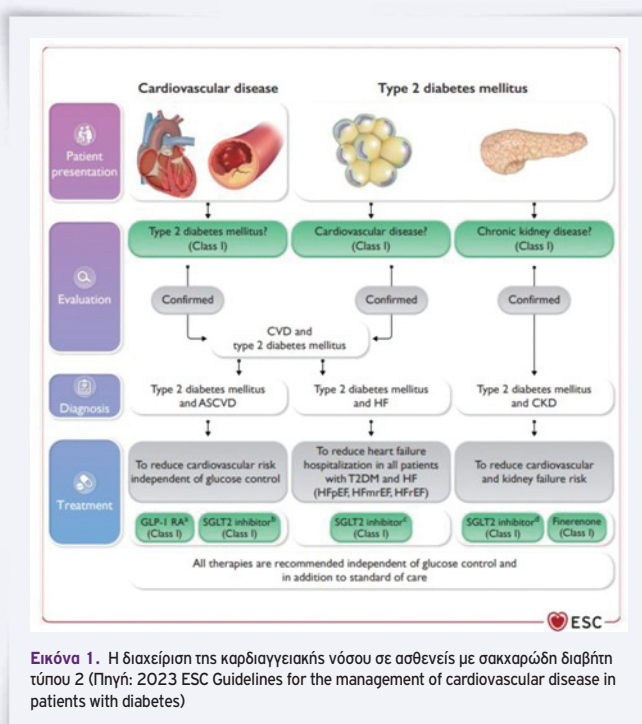 Cardiovascular disease
Type 2 diabetes mellitus
Patient
presentation
Type 2 diabetes mellitus?
(Class I)
Cardiovascular disease?
(Class I)
Chronic kidney disease?
(Class I)
Evaluation
Confirmed
Confirmed
Confirmed
CVD and
type 2 diabetes mellitus
Diagnosis
Type 2 diabetes mellitus
and ASCVD
Type 2 diabetes mellitus
and HF
Type 2 diabetes mellitus
and CKD
Treatment
To reduce cardiovascular risk
independent of glucose control
To reduce heart failure
hospitalization in all patients
with T2DM and HF
(HFpEF, HFmrEF, HFrEF)
To reduce cardiovascular
and kidney failure risk
GLP-1 RAᵃ
(Class I)
SGLT2 inhibitorᵇ
(Class I)
SGLT2 inhibitorᶜ
(Class I)
SGLT2 inhibitorᵈ
(Class I)
Finerenone
(Class I)
All therapies are recommended independent of glucose control and
in addition to standard of care
ESC
Εικόνα 1. Η διαχείριση της καρδιαγγειακής νόσου σε ασθενείς με σακχαρώδη διαβήτη
τύπου 2 (Πηγή: 2023 ESC Guidelines for the management of cardiovascular disease in
patients with diabetes)